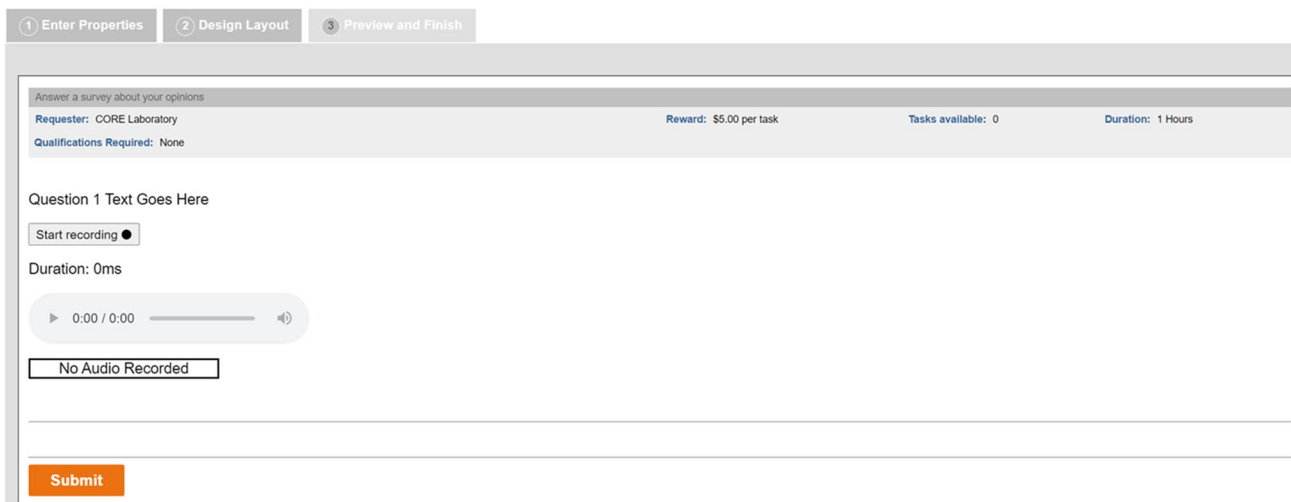 1 Enter Properties 2 Design Layout 3 Preview and Finish
Answer a survey about your opinions
Requester: CORE Laboratory Reward: $5.00 per task Tasks available: 0 Duration: 1 Hours
Qualifications Required: None
Question 1 Text Goes Here
Start recording
Duration: 0ms
0:00 / 0:00
No Audio Recorded
Submit